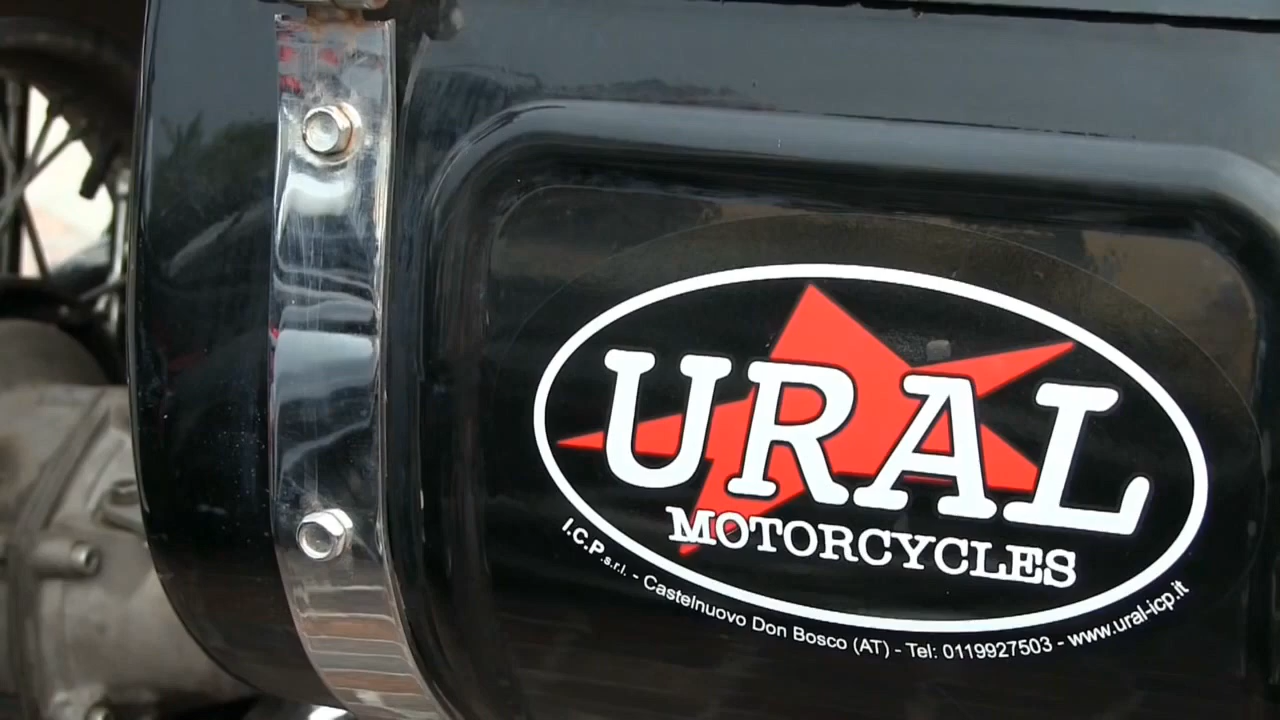 URAL
MOTORCYCLES
I.C.P.s.r.l. - Castelnuovo Don Bosco (AT) - Tel: 0119927503 - www.ural-icp.it